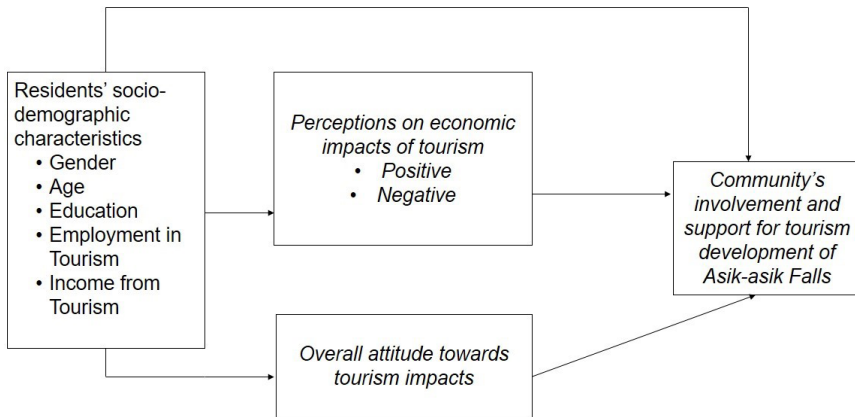 Residents' socio-
demographic
characteristics
• Gender
• Age
• Education
• Employment in
Tourism
• Income from
Tourism
Perceptions on economic
impacts of tourism
• Positive
• Negative
Overall attitude towards
tourism impacts
Community's
involvement and
support for tourism
development of
Asik-asik Falls